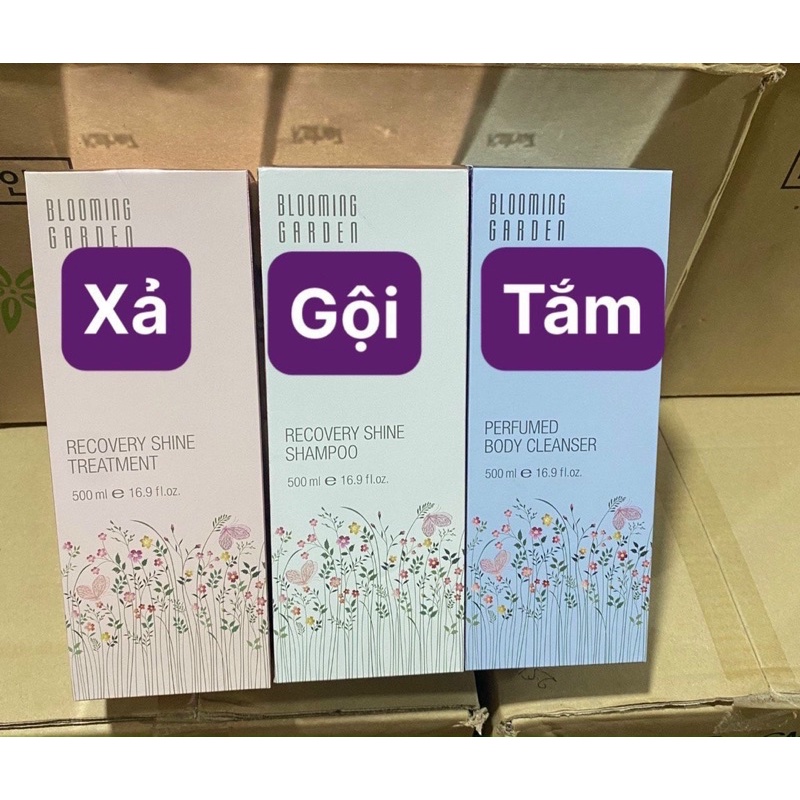 BLOOMING
GARDEN
Xả
RECOVERY SHINE
TREATMENT
500 ml e 16.9 fl.oz.
BLOOMING
GARDEN
Gội
RECOVERY SHINE
SHAMPOO
500 ml e 16.9 fl.oz.
BLOOMING
GARDEN
Tắm
PERFUMED
BODY CLEANSER
500 ml e 16.9 fl.oz.
인